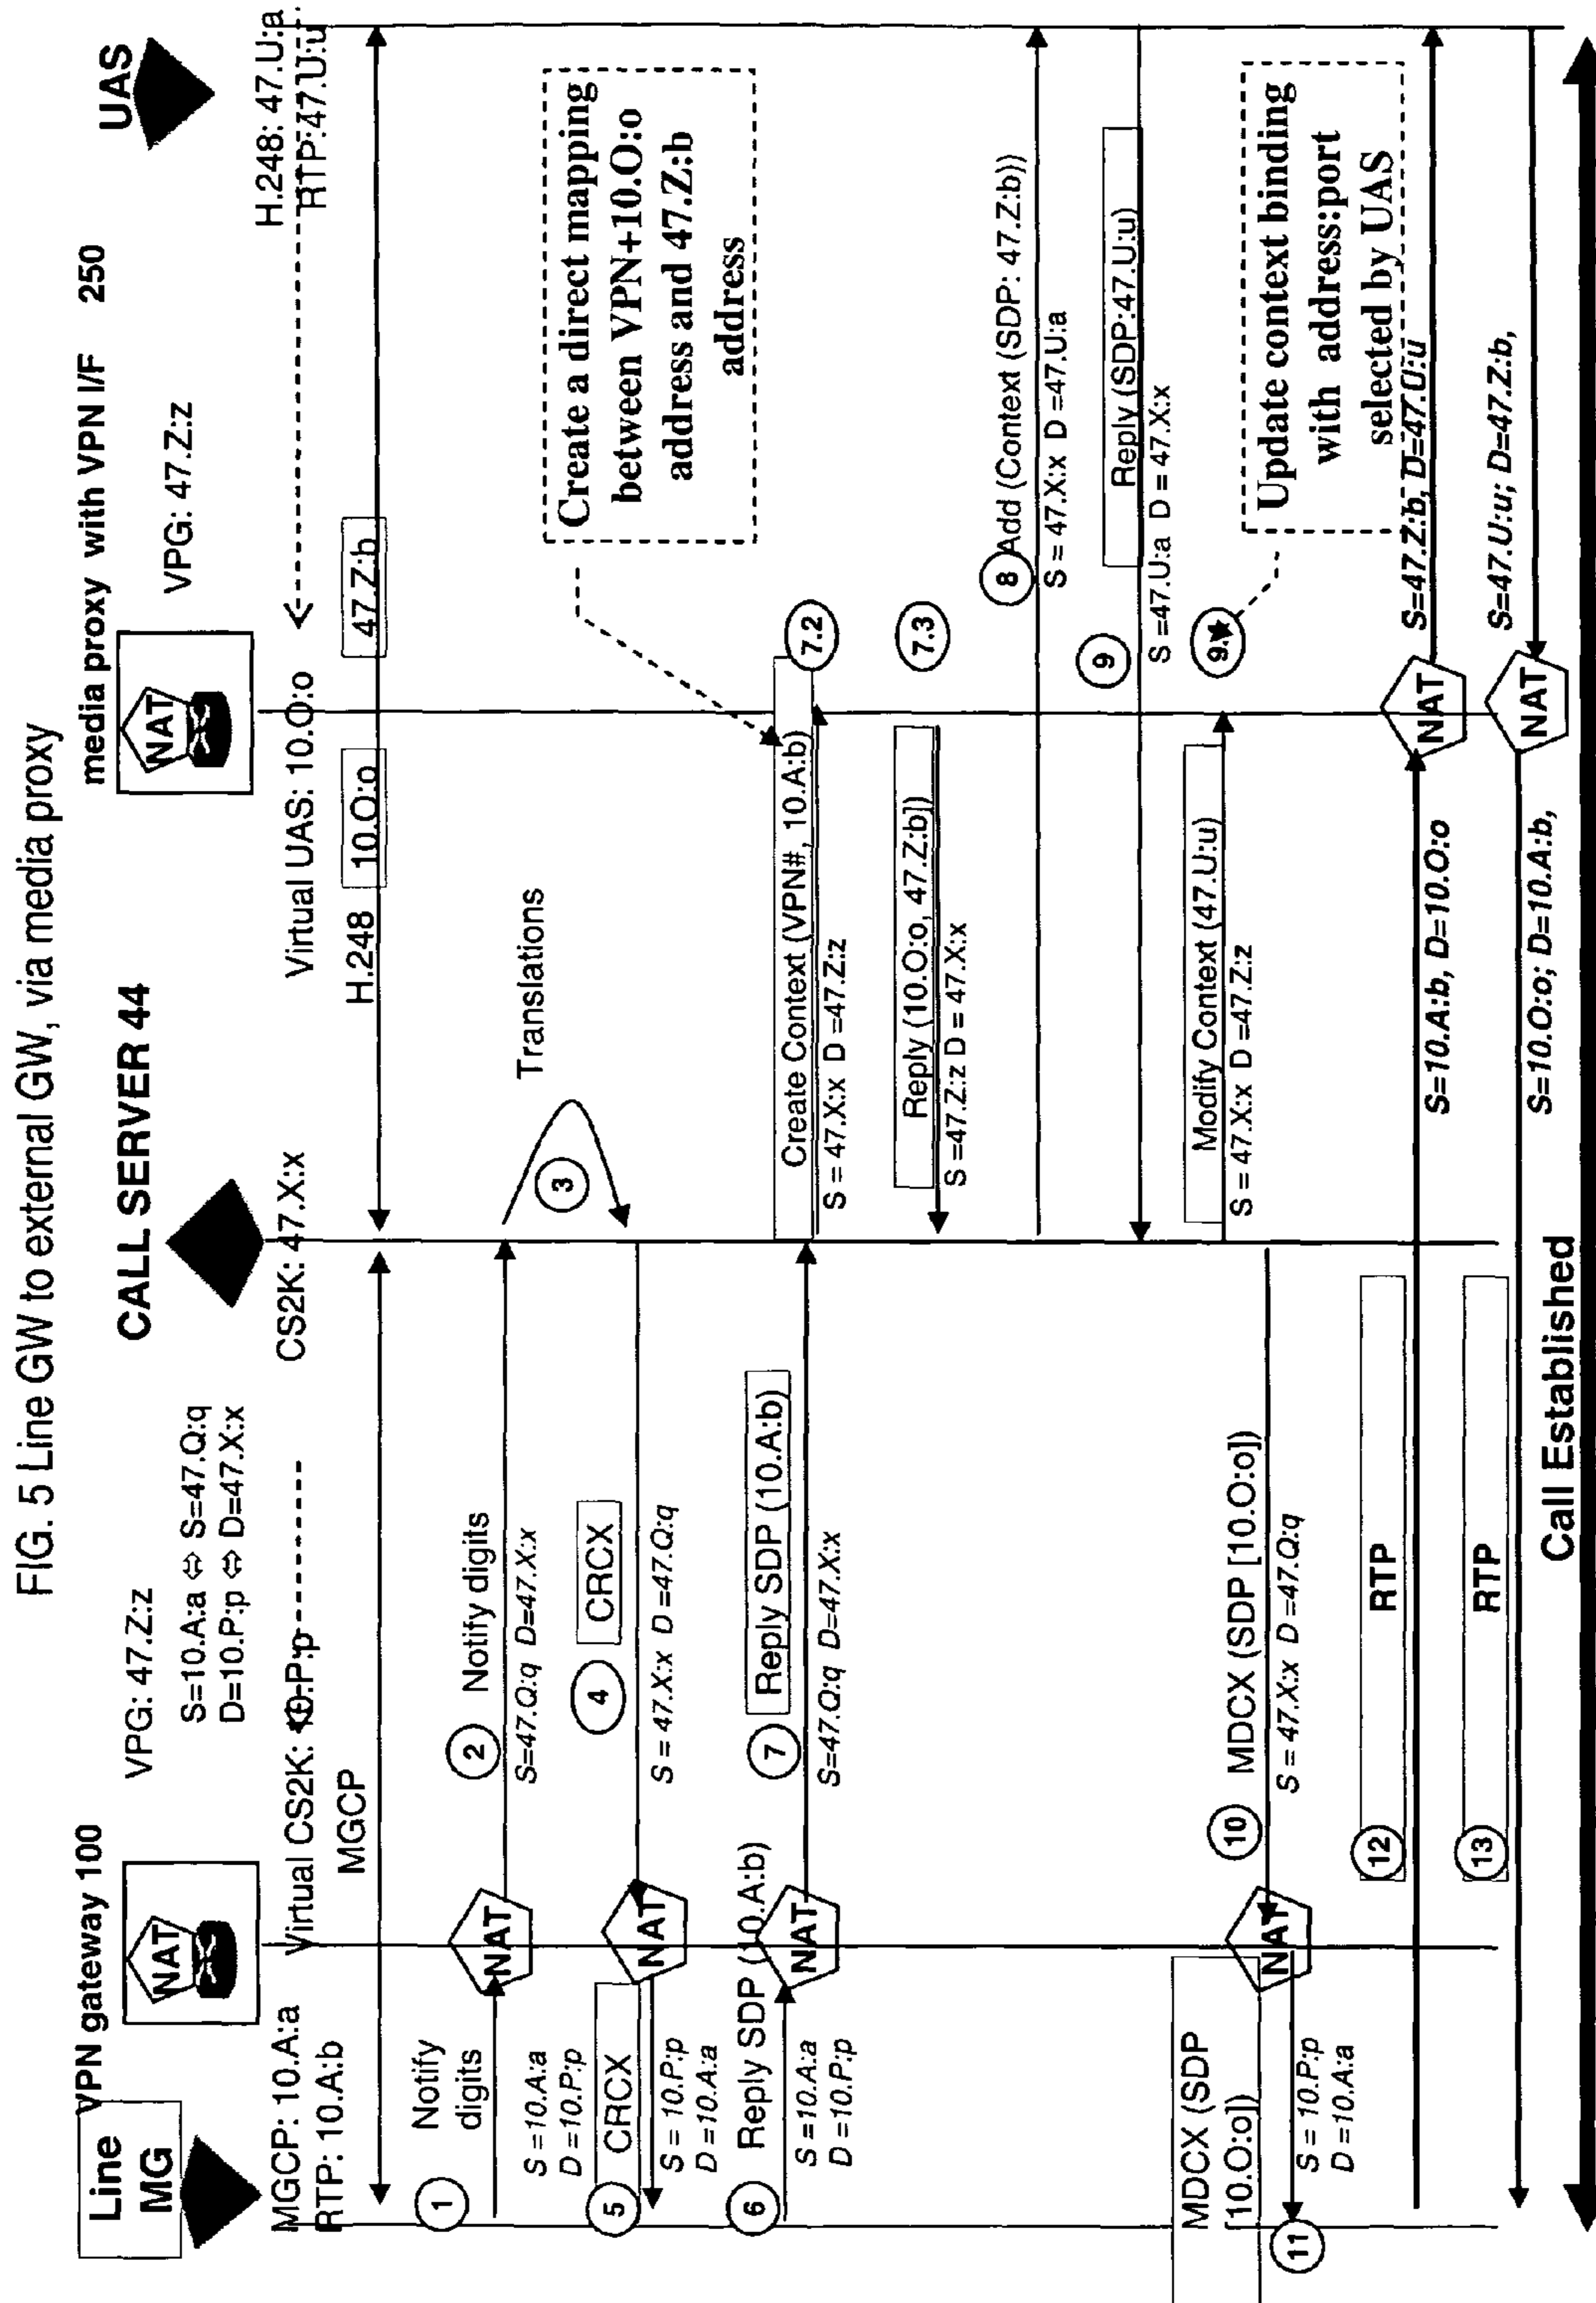 FIG. 5 Line GW to external GW, via media proxy
Line
MG
VPN gateway 100
VPG: 47.Z:z
CALL SERVER 44
media proxy with VPN I/F 250
VPG: 47.Z:z
UAS
NAT
NAT
S=10.A:a ⇔ S=47.Q:q
D=10.P:p ⇔ D=47.X:x
MGCP: 10.A:a
RTP: 10.A:b
Virtual CS2K: 10.P:p
CS2K: 47.X:x
Virtual UAS: 10.O:o
H.248: 47.U:a
RTP:47.U:u
MGCP
H.248
10.O:o
47.Z:b
1
Notify
digits
S =10.A:a
D =10.P:p
NAT
2
Notify digits
S=47.Q:q D=47.X:x
3
Translations
Create a direct mapping
between VPN+10.O:o
address and 47.Z:b
address
4
CRCX
S = 47.X:x D =47.Q:q
NAT
5
CRCX
S = 10.P:p
D =10.A:a
6
Reply SDP (10.A:b)
S =10.A:a
D =10.P:p
NAT
7
Reply SDP (10.A:b)
S=47.Q:q D=47.X:x
Create Context (VPN#, 10.A:b)
7.2
S = 47.X:x D =47.Z:z
Reply (10.O:o, 47.Z:b])
7.3
S =47.Z:z D = 47.X:x
8
Add (Context (SDP: 47.Z:b))
S = 47.X:x D =47.U:a
9
Reply (SDP:47.U:u)
S =47.U:a D = 47.X:x
Modify Context (47.U:u)
S = 47.X:x D =47.Z:z
Update context binding
with address:port
selected by UAS
10
MDCX (SDP [10.O:o])
S = 47.X:x D =47.Q:q
NAT
MDCX (SDP
[10.O:o])
11
S = 10.P:p
D =10.A:a
12
RTP
S=10.A:b, D=10.O:o
NAT
S=47.Z:b, D=47.U:u
13
RTP
S=10.O:o; D=10.A:b,
NAT
S=47.U:u; D=47.Z:b,
Call Established